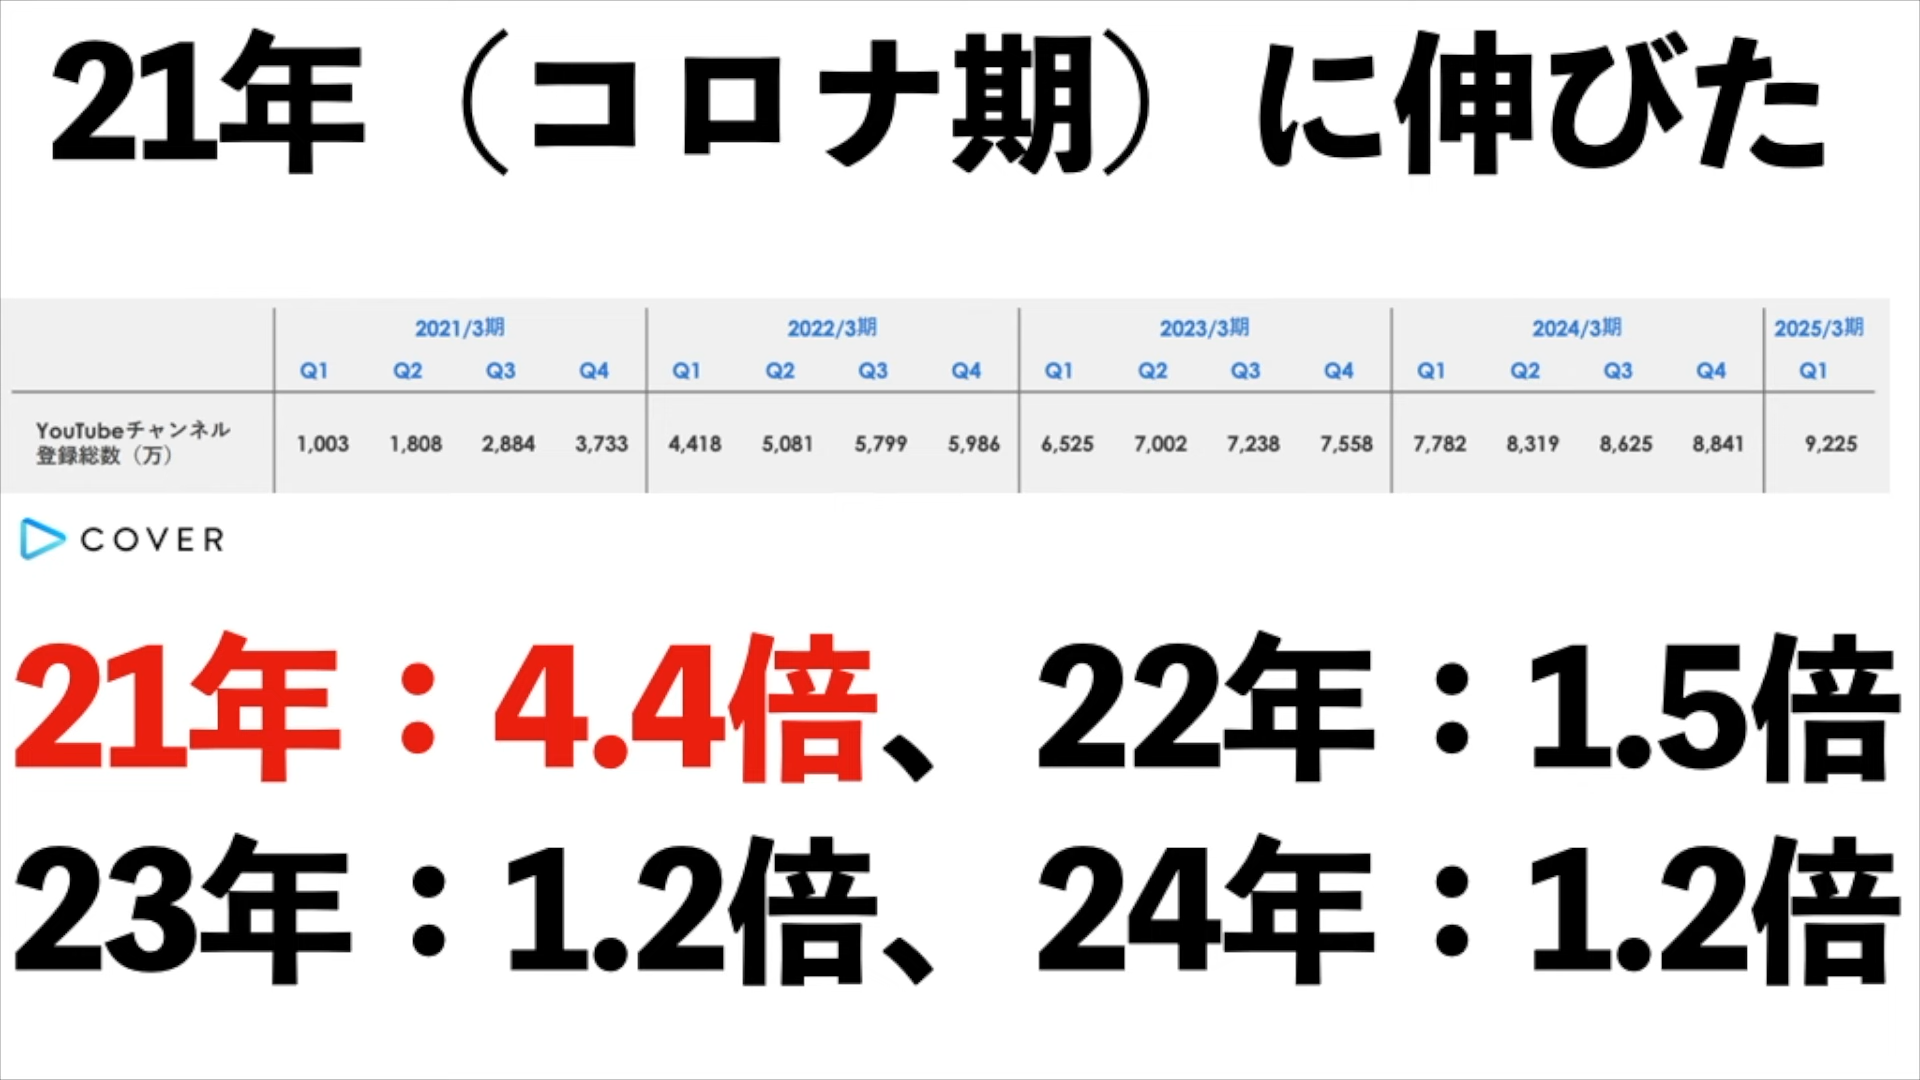 21年（コロナ期）に伸びた
2021/3期 2022/3期 2023/3期 2024/3期 2025/3期
Q1 Q2 Q3 Q4 Q1 Q2 Q3 Q4 Q1 Q2 Q3 Q4 Q1 Q2 Q3 Q4 Q1
YouTubeチャンネル
登録総数（万）
1,003 1,808 2,884 3,733 4,418 5,081 5,799 5,986 6,525 7,002 7,238 7,558 7,782 8,319 8,625 8,841 9,225
COVER
21年：4.4倍、22年：1.5倍
23年：1.2倍、24年：1.2倍